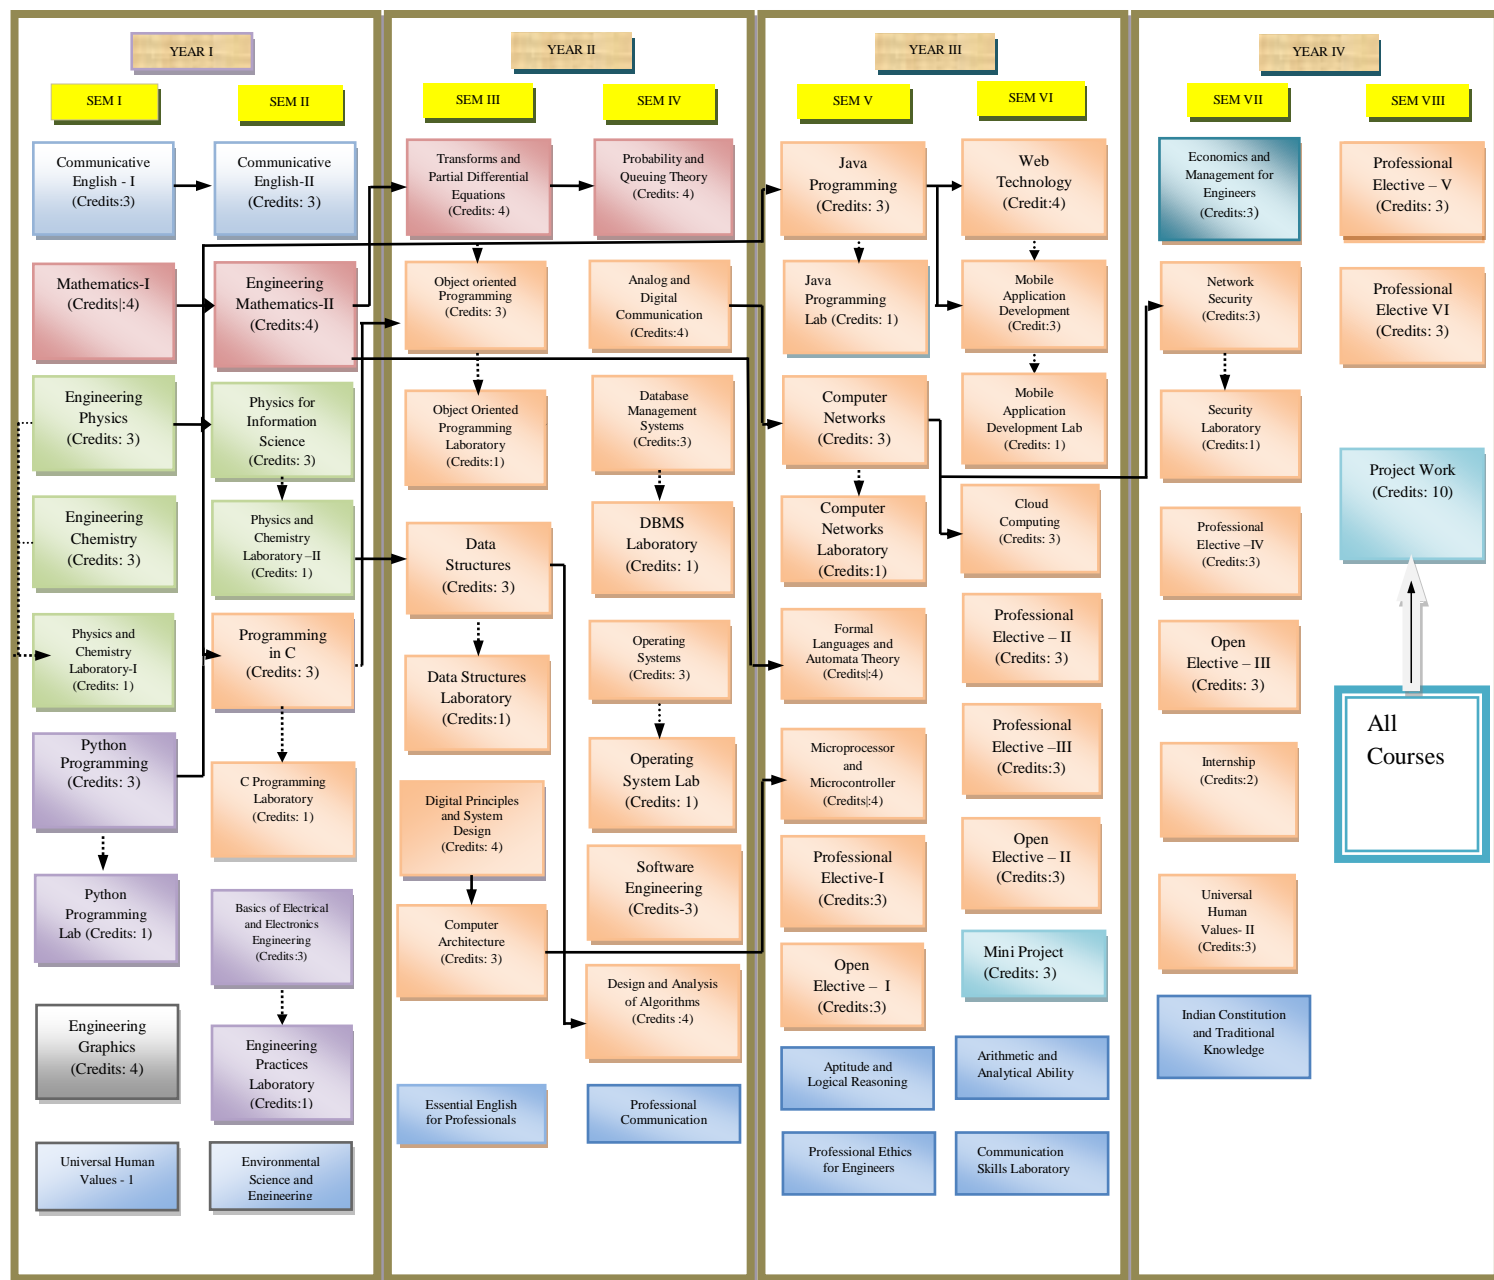 YEAR I
SEM I
Communicative
English - I
(Credits:3)
Mathematics-I
(Credits|:4)
Engineering
Physics
(Credits: 3)
Engineering
Chemistry
(Credits: 3)
Physics and
Chemistry
Laboratory-I
(Credits: 1)
Python
Programming
(Credits: 3)
Python
Programming
Lab (Credits: 1)
Engineering
Graphics
(Credits: 4)
Universal Human
Values - 1
SEM II
Communicative
English-II
(Credits: 3)
Engineering
Mathematics-II
(Credits:4)
Physics for
Information
Science
(Credits: 3)
Physics and
Chemistry
Laboratory –II
(Credits: 1)
Programming
in C
(Credits: 3)
C Programming
Laboratory
(Credits: 1)
Basics of Electrical
and Electronics
Engineering
(Credits:3)
Engineering
Practices
Laboratory
(Credits:1)
Environmental
Science and
Engineering
YEAR II
SEM III
Transforms and
Partial Differential
Equations
(Credits: 4)
Object oriented
Programming
(Credits: 3)
Object Oriented
Programming
Laboratory
(Credits:1)
Data
Structures
(Credits: 3)
Data Structures
Laboratory
(Credits:1)
Digital Principles
and System
Design
(Credits: 4)
Computer
Architecture
(Credits: 3)
Essential English
for Professionals
SEM IV
Probability and
Queuing Theory
(Credits: 4)
Analog and
Digital
Communication
(Credits:4)
Database
Management
Systems
(Credits:3)
DBMS
Laboratory
(Credits: 1)
Operating
Systems
(Credits: 3)
Operating
System Lab
(Credits: 1)
Software
Engineering
(Credits-3)
Design and Analysis
of Algorithms
(Credits :4)
Professional
Communication
YEAR III
SEM V
Java
Programming
(Credits: 3)
Java
Programming
Lab (Credits: 1)
Computer
Networks
(Credits: 3)
Computer
Networks
Laboratory
(Credits:1)
Formal
Languages and
Automata Theory
(Credits|:4)
Microprocessor
and
Microcontroller
(Credits|:4)
Professional
Elective-I
(Credits:3)
Open
Elective – I
(Credits:3)
Aptitude and
Logical Reasoning
Professional Ethics
for Engineers
SEM VI
Web
Technology
(Credit:4)
Mobile
Application
Development
(Credit:3)
Mobile
Application
Development Lab
(Credits: 1)
Cloud
Computing
(Credits: 3)
Professional
Elective – II
(Credits: 3)
Professional
Elective –III
(Credits:3)
Open
Elective – II
(Credits:3)
Mini Project
(Credits: 3)
Arithmetic and
Analytical Ability
Communication
Skills Laboratory
YEAR IV
SEM VII
Economics and
Management for
Engineers
(Credits:3)
Network
Security
(Credits:3)
Security
Laboratory
(Credits:1)
Professional
Elective –IV
(Credits:3)
Open
Elective – III
(Credits: 3)
Internship
(Credits:2)
Universal
Human
Values- II
(Credits:3)
Indian Constitution
and Traditional
Knowledge
SEM VIII
Professional
Elective – V
(Credits: 3)
Professional
Elective VI
(Credits: 3)
Project Work
(Credits: 10)
All
Courses